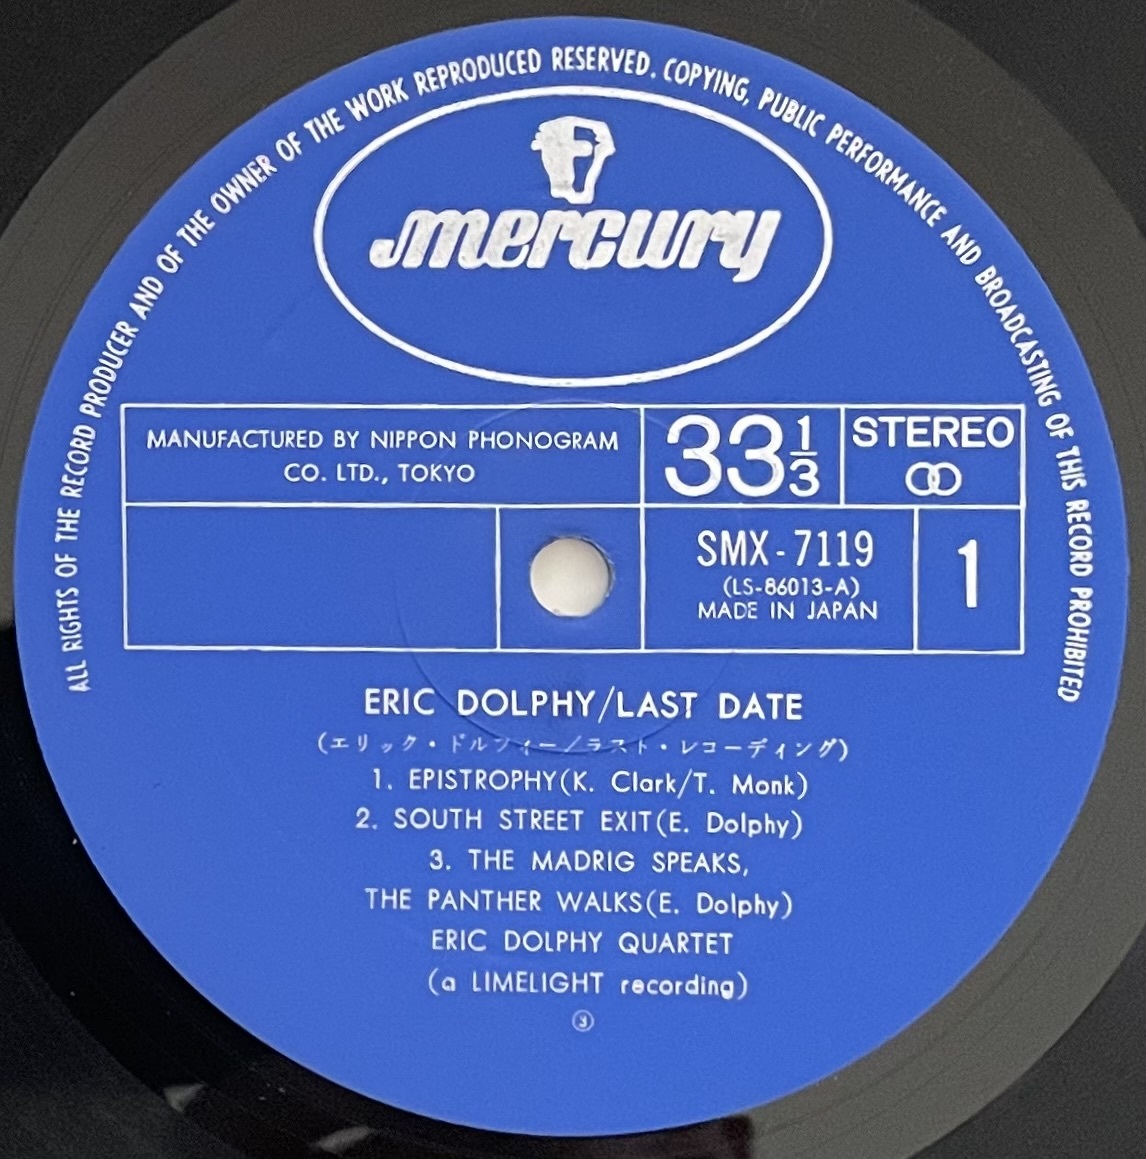 ALL RIGHTS OF THE RECORD PRODUCER AND OF THE OWNER OF THE WORK REPRODUCED RESERVED. COPYING, PUBLIC PERFORMANCE AND BROADCASTING OF THIS RECORD PROHIBITED
mercury
MANUFACTURED BY NIPPON PHONOGRAM
CO. LTD., TOKYO
33 1/3
STEREO
SMX-7119
(LS-86013-A)
MADE IN JAPAN
1
ERIC DOLPHY/LAST DATE
(エリック・ドルフィー/ラスト・レコーディング)
1. EPISTROPHY(K. Clark/T. Monk)
2. SOUTH STREET EXIT(E. Dolphy)
3. THE MADRIG SPEAKS,
THE PANTHER WALKS(E. Dolphy)
ERIC DOLPHY QUARTET
(a LIMELIGHT recording)
③